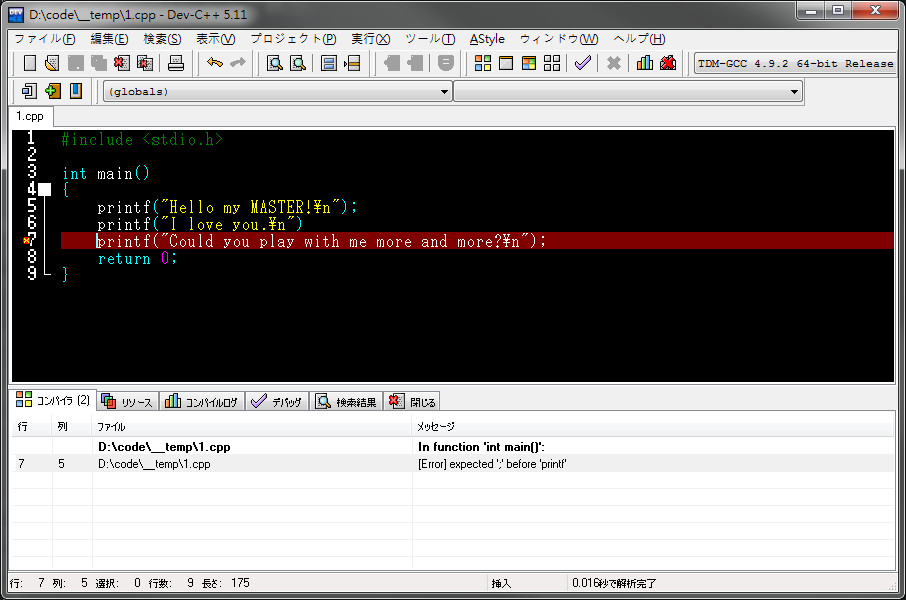 D:\code\__temp\1.cpp - Dev-C++ 5.11
ファイル(F) 編集(E) 検索(S) 表示(V) プロジェクト(P) 実行(X) ツール(T) AStyle ウィンドウ(W) ヘルプ(H)
TDM-GCC 4.9.2 64-bit Release
(globals)
1.cpp
1 #include <stdio.h>
2
3 int main()
4 {
5 printf("Hello my MASTER!¥n");
6 printf("I love you.¥n")
7 printf("Could you play with me more and more?¥n");
8 return 0;
9 }
コンパイラ (2) リソース コンパイルログ デバッグ 検索結果 閉じる
行 列 ファイル メッセージ
D:\code\__temp\1.cpp In function 'int main()':
7 5 D:\code\__temp\1.cpp [Error] expected ';' before 'printf'
行: 7 列: 5 選択: 0 行数: 9 長さ: 175 挿入 0.016秒で解析完了